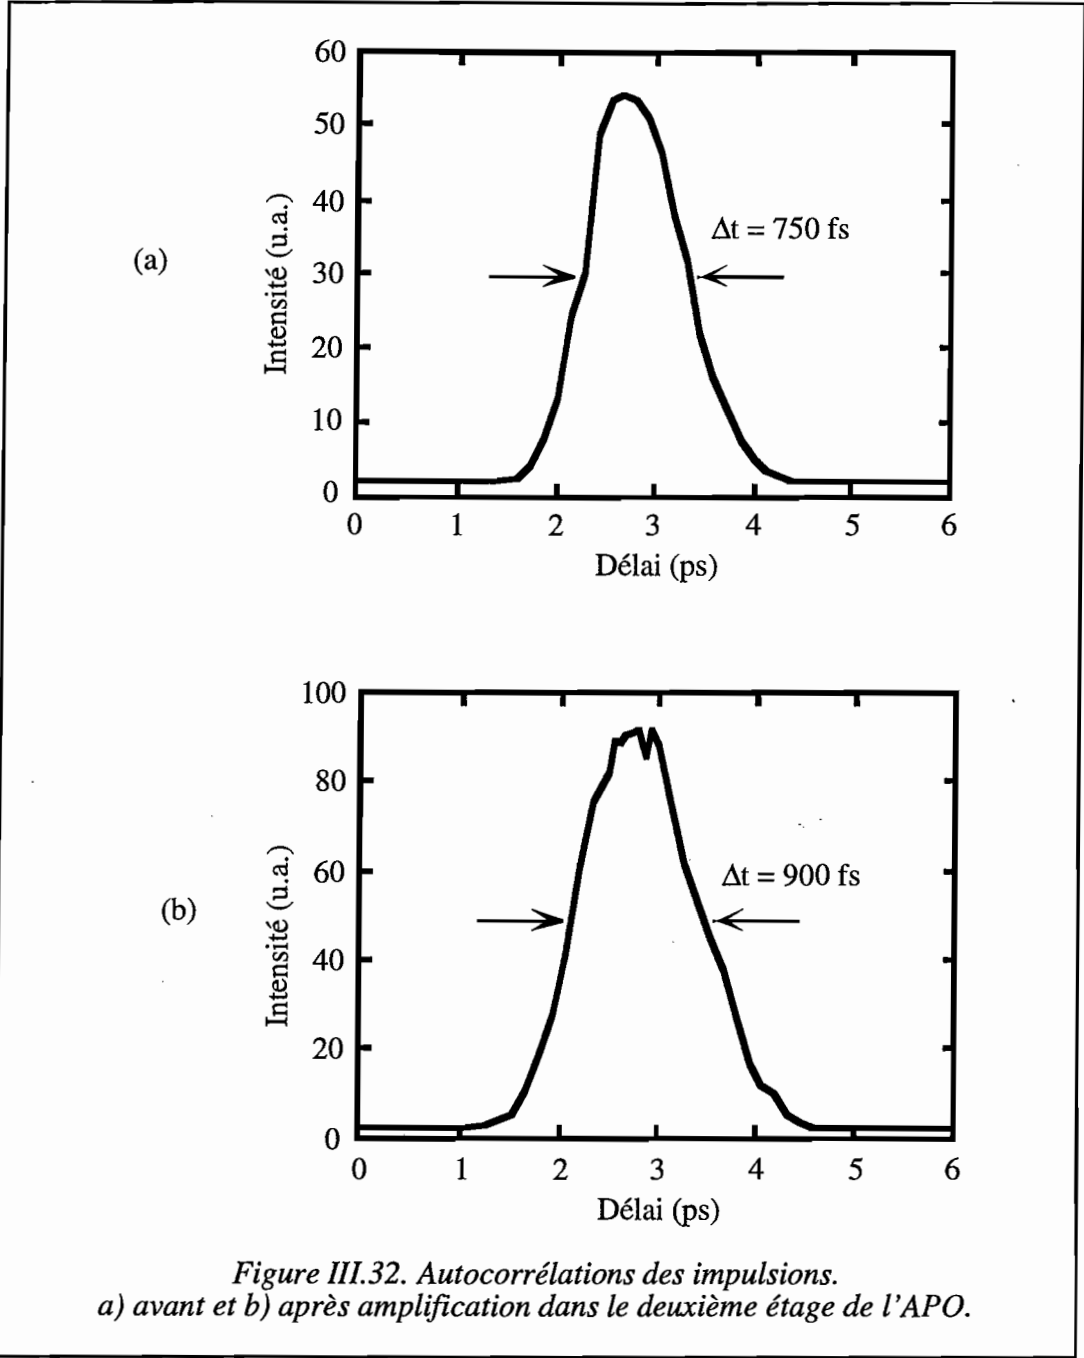 60
50
40
30
20
10
0
Intensité (u.a.)
(a)
Δt = 750 fs
0 1 2 3 4 5 6
Délai (ps)
100
80
60
40
20
0
Intensité (u.a.)
(b)
Δt = 900 fs
0 1 2 3 4 5 6
Délai (ps)
Figure III.32. Autocorrélations des impulsions.
a) avant et b) après amplification dans le deuxième étage de l'APO.